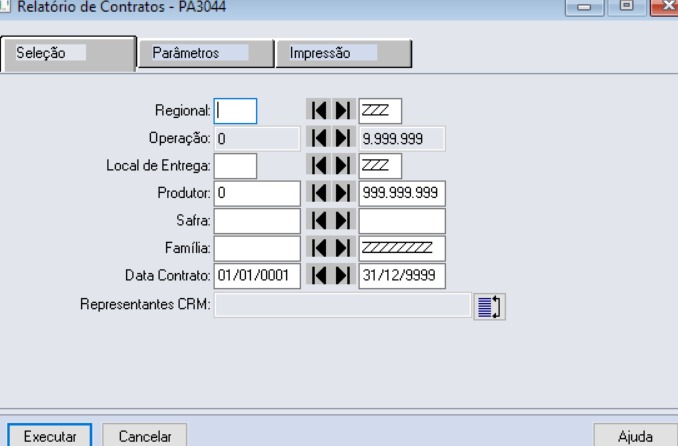 Relatório de Contratos - PA3044
Seleção Parâmetros Impressão
Regional: ZZZ
Operação: 0 9.999.999
Local de Entrega: ZZZ
Produtor: 0 999.999.999
Safra:
Família: ZZZZZZZZ
Data Contrato: 01/01/0001 31/12/9999
Representantes CRM:
Executar Cancelar Ajuda